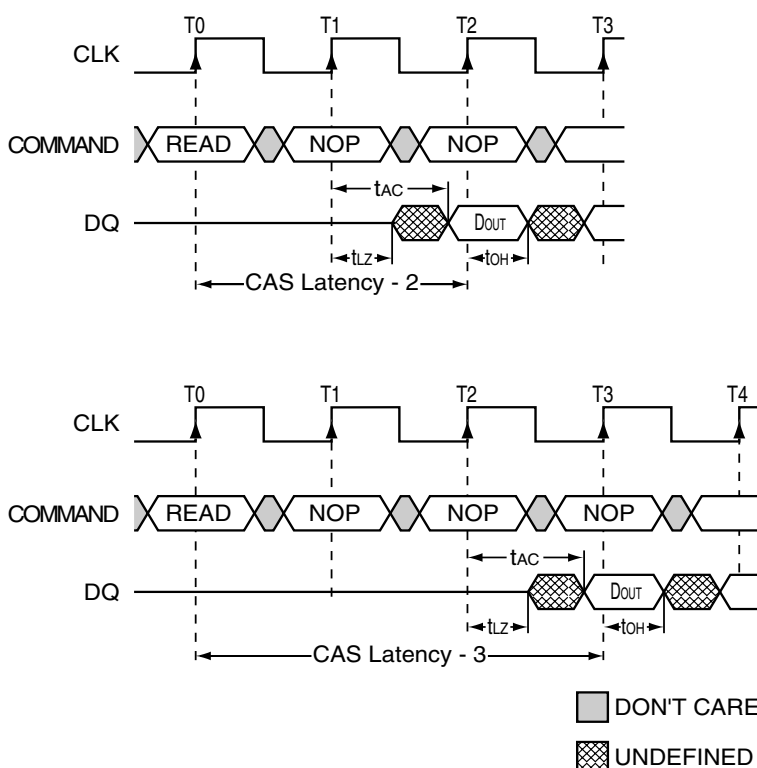 T0 T1 T2 T3
CLK
COMMAND READ NOP NOP
tAC
DQ DOUT
tLZ tOH
CAS Latency - 2
T0 T1 T2 T3 T4
CLK
COMMAND READ NOP NOP NOP
tAC
DQ DOUT
tLZ tOH
CAS Latency - 3
DON'T CARE
UNDEFINED